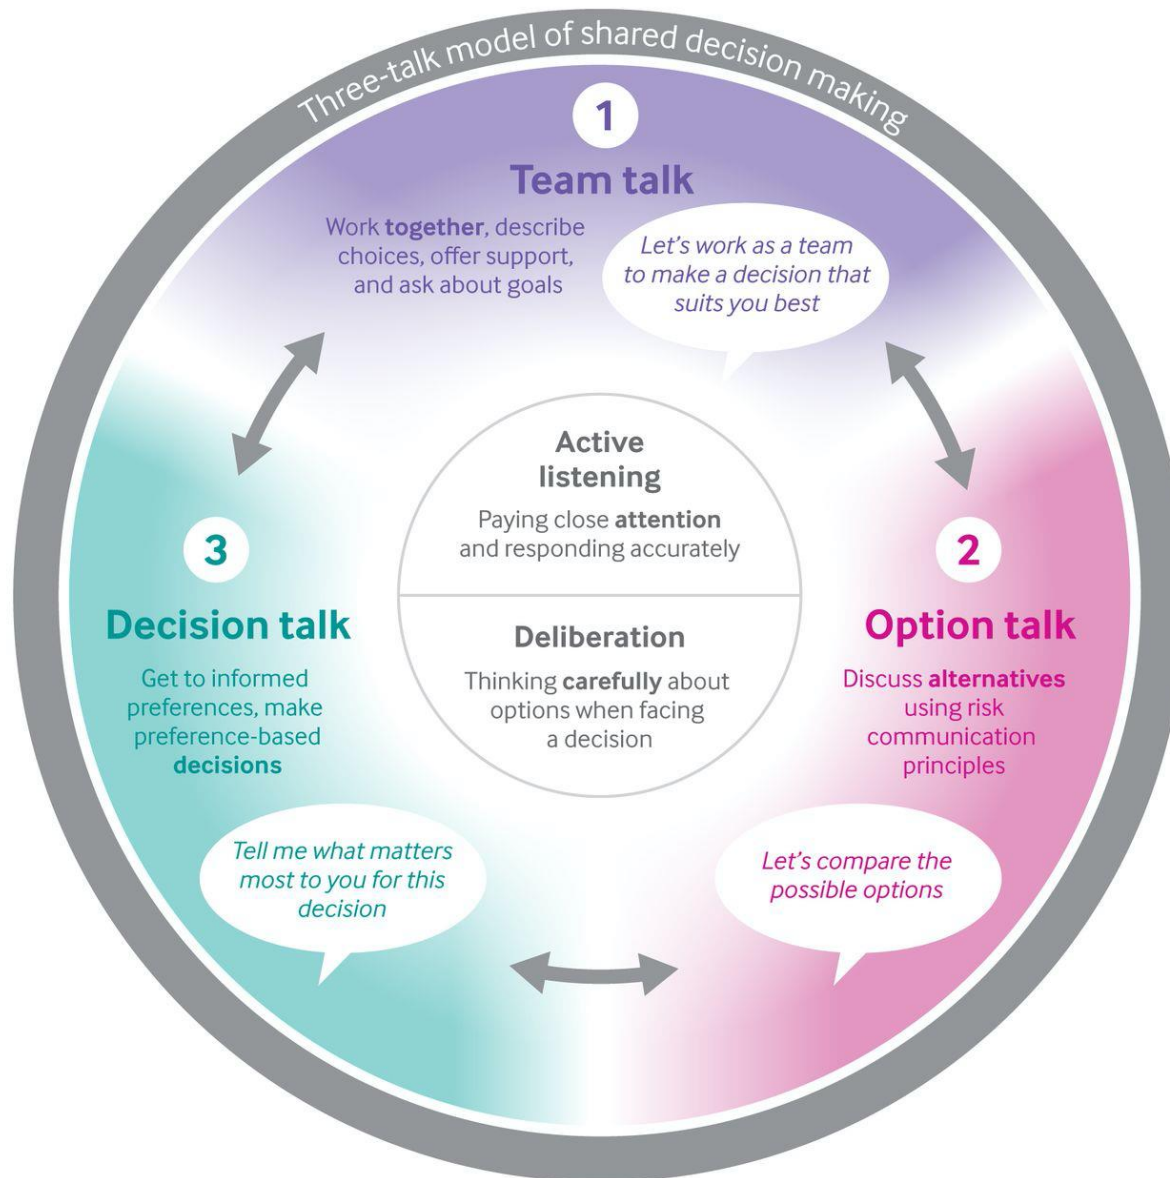 Three-talk model of shared decision making
1
Team talk
Work together, describe
choices, offer support,
and ask about goals
Let’s work as a team
to make a decision that
suits you best
Active
listening
Paying close attention
and responding accurately
Deliberation
Thinking carefully about
options when facing
a decision
2
Option talk
Discuss alternatives
using risk
communication
principles
Let’s compare the
possible options
3
Decision talk
Get to informed
preferences, make
preference-based
decisions
Tell me what matters
most to you for this
decision